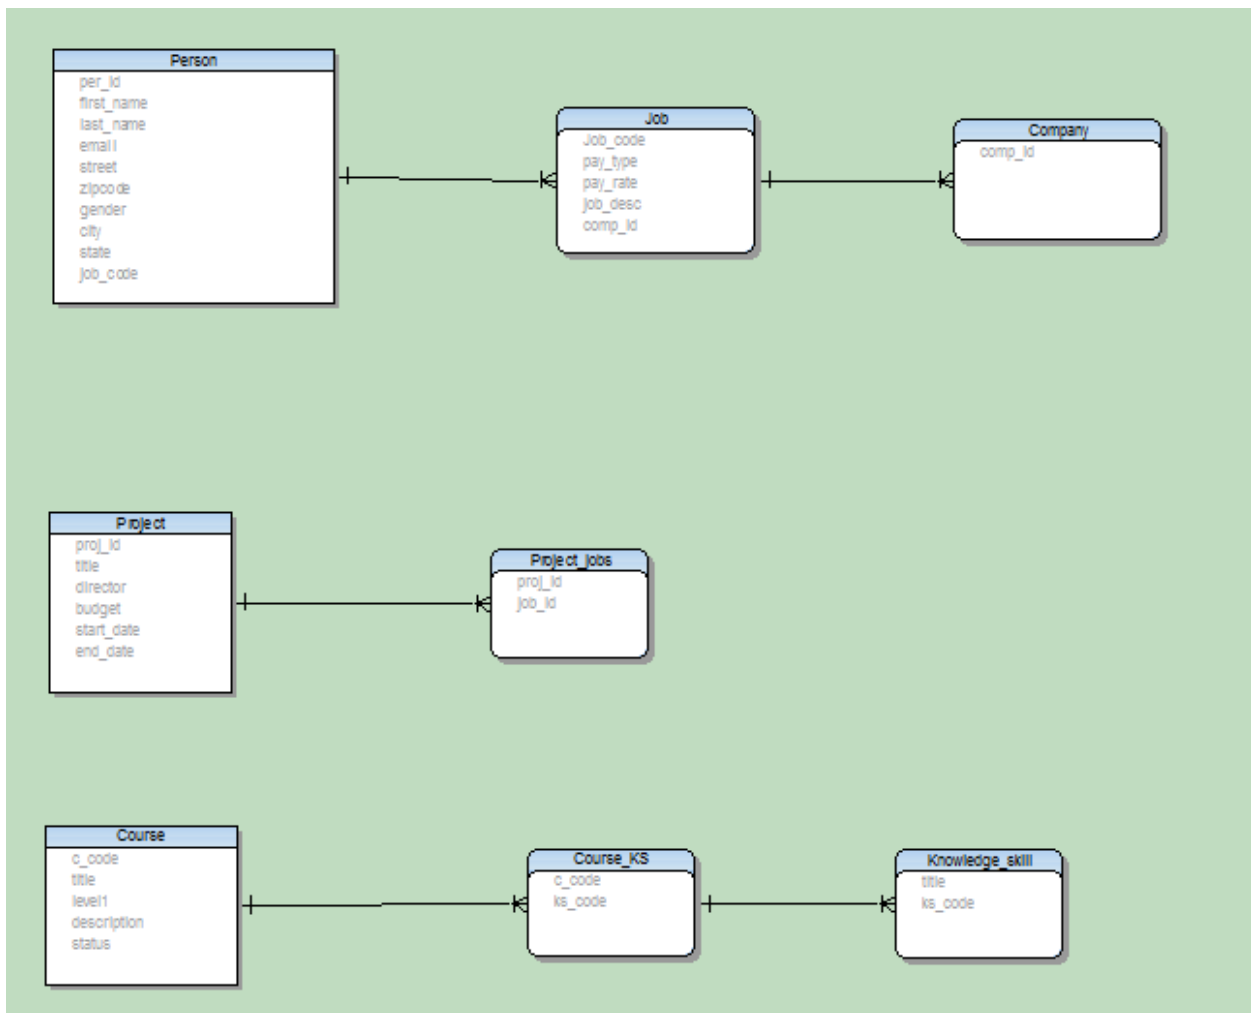 Person
per_id
first_name
last_name
email
street
zipcode
gender
city
state
job_code
Job
Job_code
pay_type
pay_rate
job_desc
comp_id
Company
comp_id
Project
proj_id
title
director
budget
start_date
end_date
Project_jobs
proj_id
job_id
Course
c_code
title
level1
description
status
Course_KS
c_code
ks_code
Knowledge_skill
title
ks_code